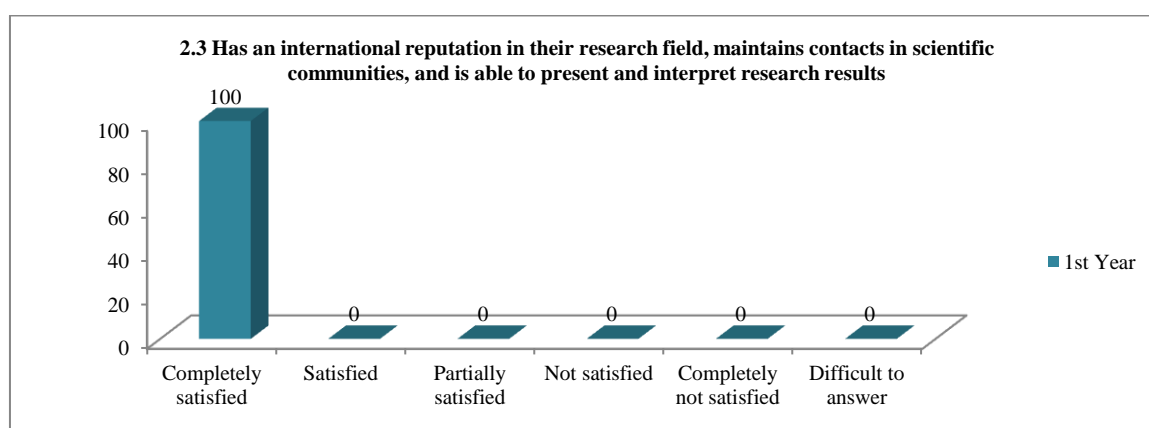 2.3 Has an international reputation in their research field, maintains contacts in scientific
communities, and is able to present and interpret research results
100
100
80
60
40
20
0
0
0
0
0
0
Completely
satisfied
Satisfied
Partially
satisfied
Not satisfied
Completely
not satisfied
Difficult to
answer
1st Year